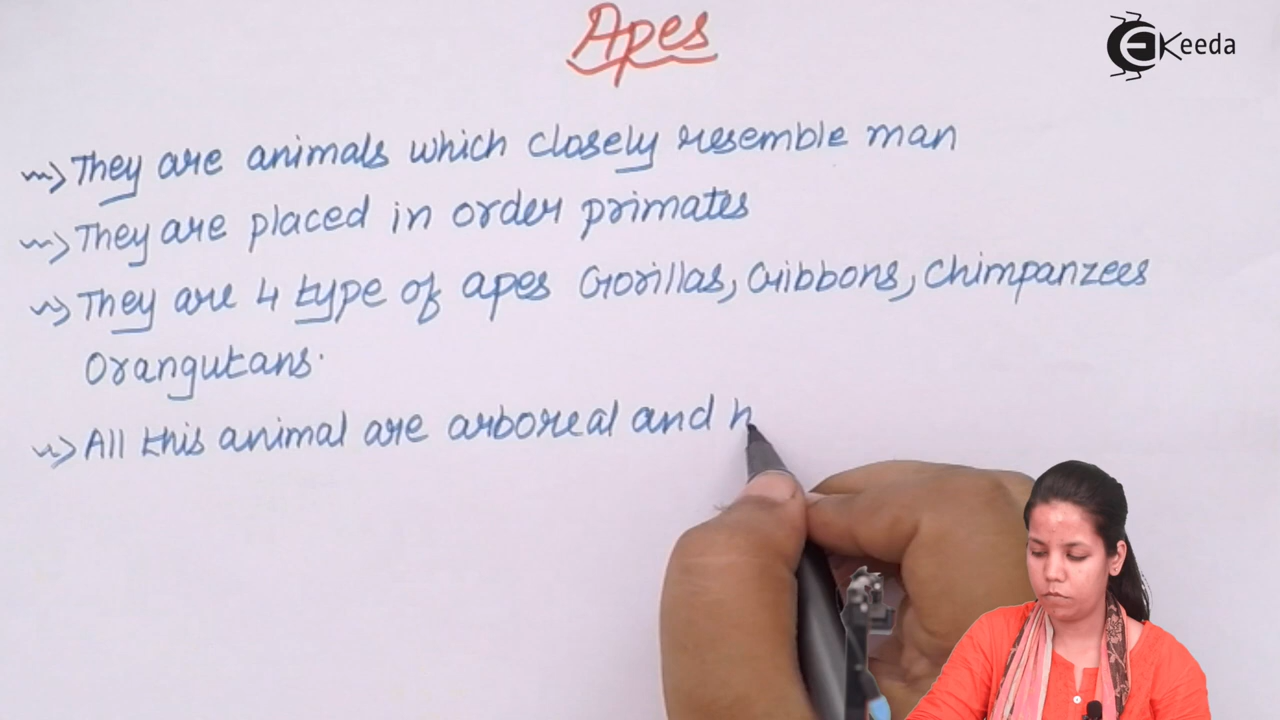 Apes
Keeda
They are animals which closely resemble man
They are placed in order primates
They are 4 type of apes Gorillas, Gibbons, Chimpanzees
Orangutans.
All this animal are arboreal and h